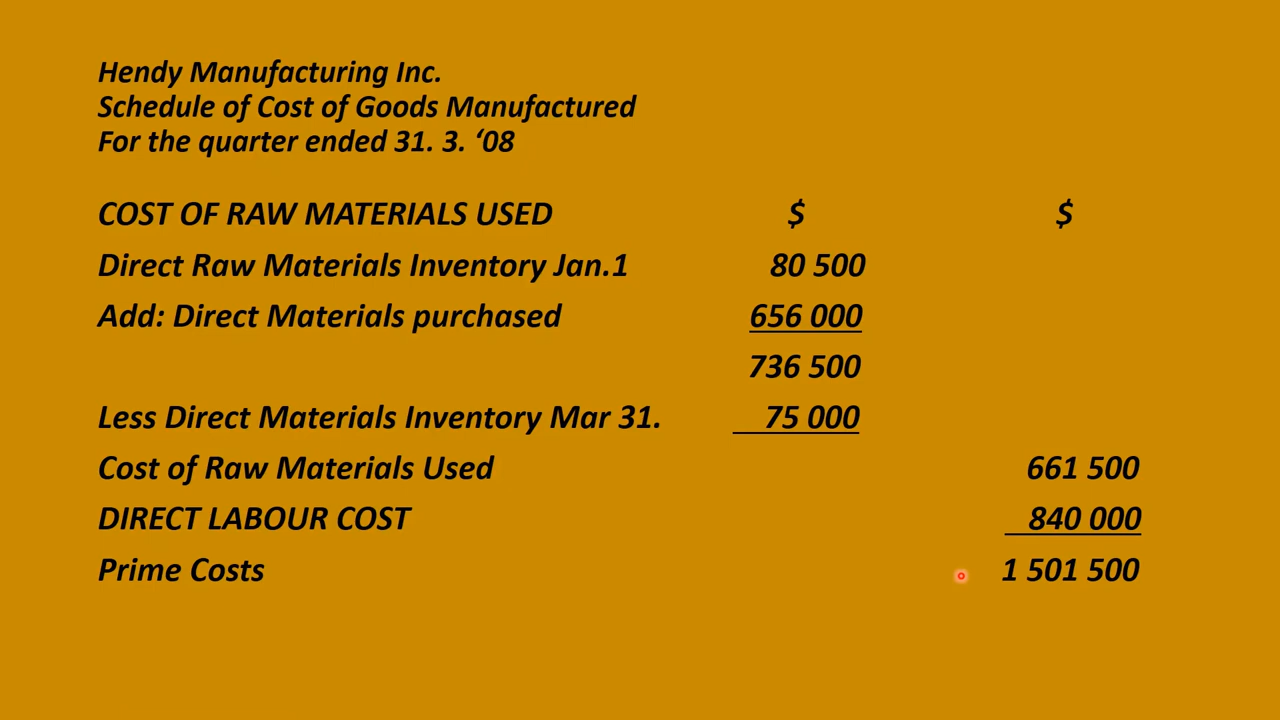 Hendy Manufacturing Inc.
Schedule of Cost of Goods Manufactured
For the quarter ended 31. 3. ‘08
COST OF RAW MATERIALS USED $ $
Direct Raw Materials Inventory Jan.1 80 500
Add: Direct Materials purchased 656 000
736 500
Less Direct Materials Inventory Mar 31. 75 000
Cost of Raw Materials Used 661 500
DIRECT LABOUR COST 840 000
Prime Costs 1 501 500